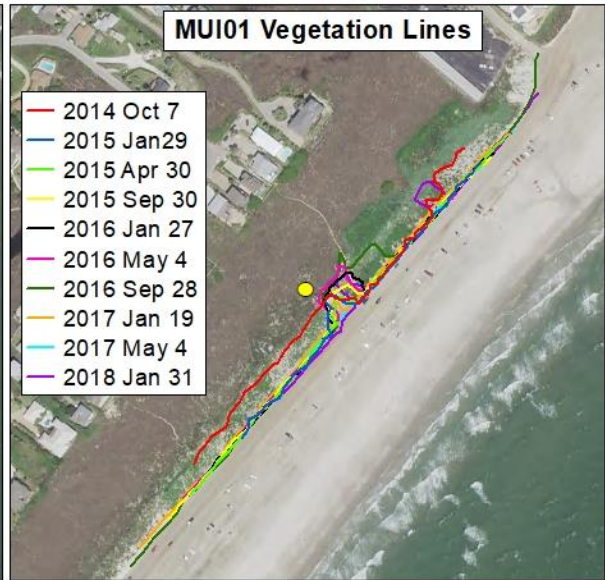 MUI01 Vegetation Lines
2014 Oct 7
2015 Jan29
2015 Apr 30
2015 Sep 30
2016 Jan 27
2016 May 4
2016 Sep 28
2017 Jan 19
2017 May 4
2018 Jan 31